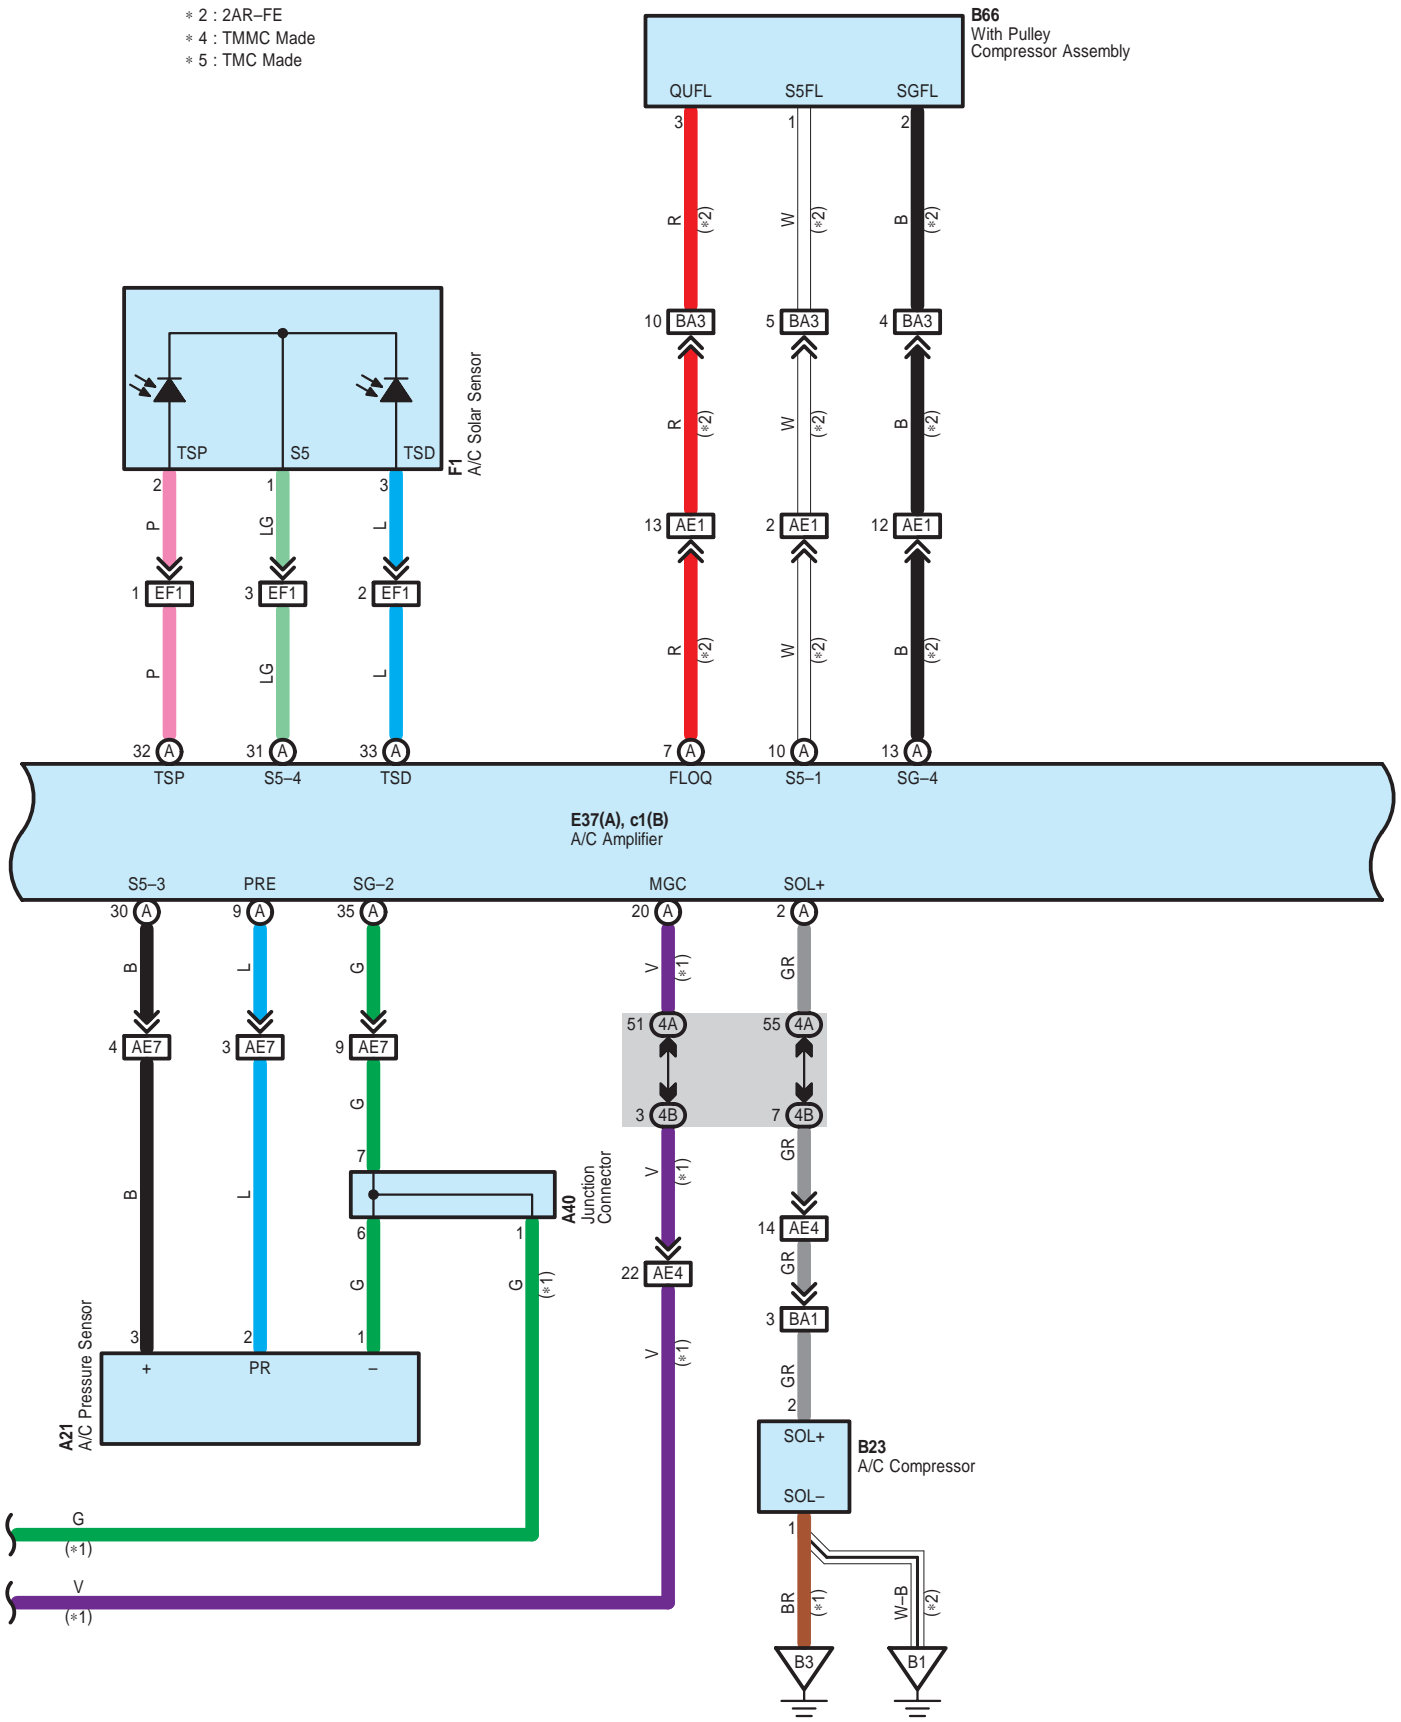 ∗ 2 : 2AR–FE
∗ 4 : TMMC Made
∗ 5 : TMC Made
B66
With Pulley
Compressor Assembly
QUFL S5FL SGFL
3 1 2
R (∗2) W (∗2) B (∗2)
10 BA3 5 BA3 4 BA3
R (∗2) W (∗2) B (∗2)
13 AE1 2 AE1 12 AE1
R (∗2) W (∗2) B (∗2)
7 A 10 A 13 A
FLOQ S5–1 SG–4
TSP S5 TSD
F1
A/C Solar Sensor
2 1 3
P LG L
1 EF1 3 EF1 2 EF1
P LG L
32 A 31 A 33 A
TSP S5–4 TSD
E37(A), c1(B)
A/C Amplifier
S5–3 PRE SG–2 MGC SOL+
30 A 9 A 35 A 20 A 2 A
B L G V (∗1) GR
51 4A 55 4A
4 AE7 3 AE7 9 AE7
3 4B 7 4B
G
7
B L
A40
Junction
Connector
6 1
V (∗1) GR
14 AE4
22 AE4
GR
G G (∗1)
3 BA1
V (∗1) GR
3 2 1
+ PR –
A21
A/C Pressure Sensor
2
SOL+
B23
A/C Compressor
SOL–
1
G
(∗1)
V
(∗1)
BR (∗1) W–B (∗2)
B3 B1